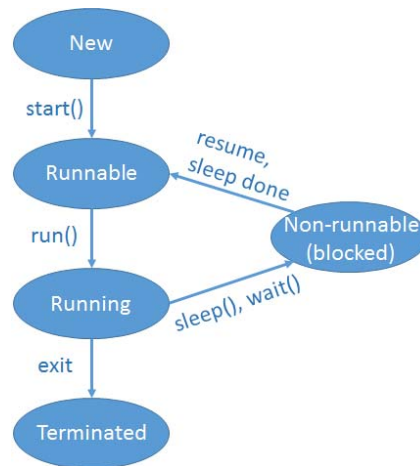 New
start()
resume,
sleep done
Runnable
run()
Non-runnable
(blocked)
Running
sleep(), wait()
exit
Terminated